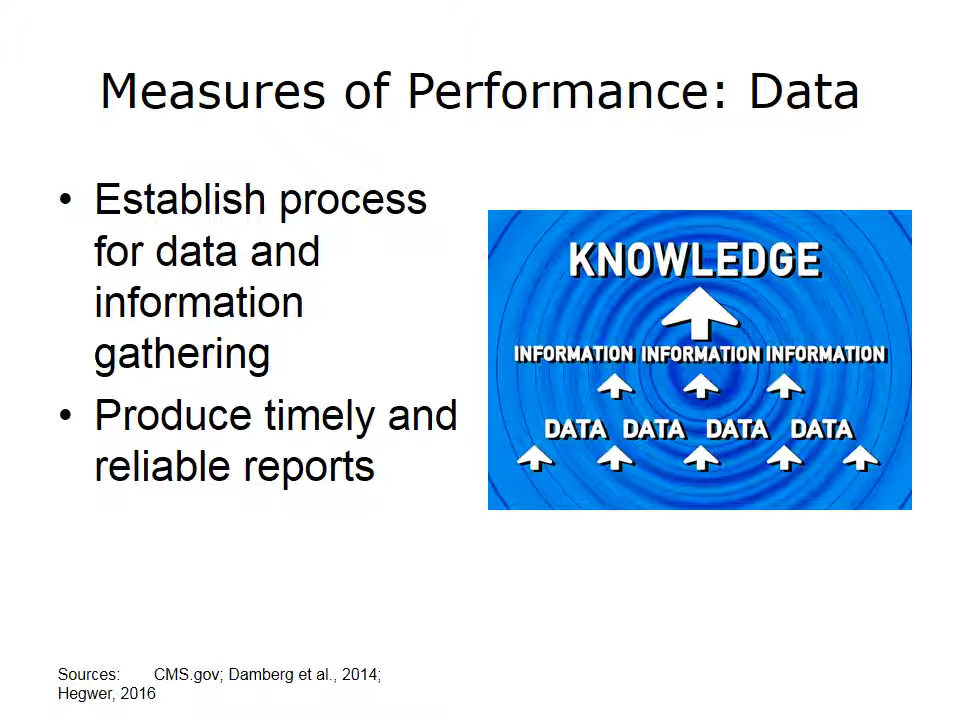 Measures of Performance: Data
• Establish process
for data and
information
gathering
• Produce timely and
reliable reports
KNOWLEDGE
INFORMATION INFORMATION INFORMATION
DATA DATA DATA DATA
Sources: CMS.gov; Damberg et al., 2014;
Hegwer, 2016